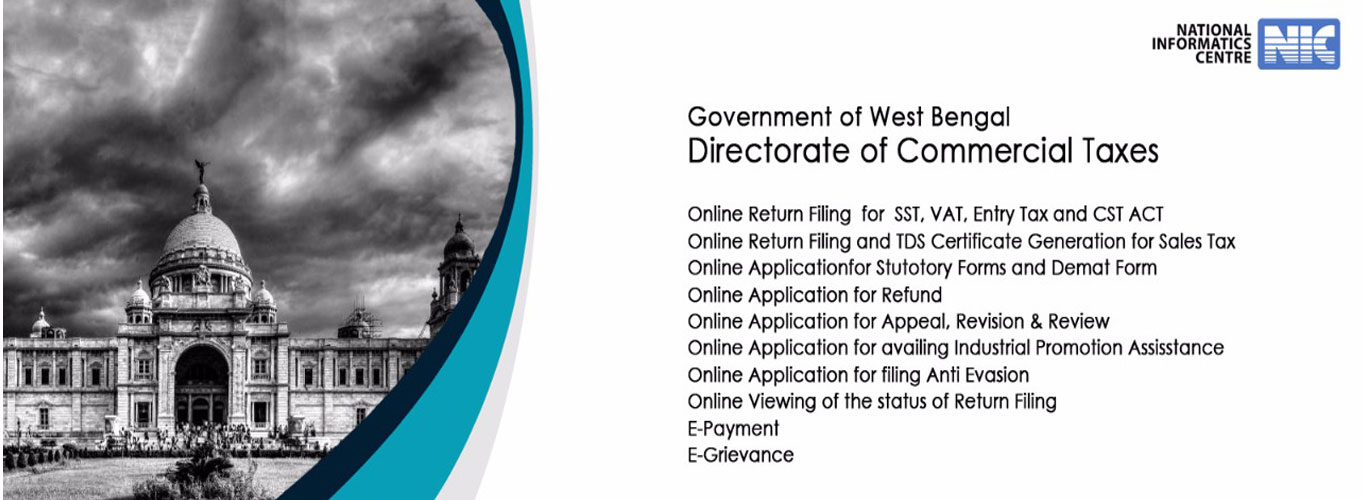 NATIONAL
INFORMATICS
CENTRE
NIC
Government of West Bengal
Directorate of Commercial Taxes
Online Return Filing for SST, VAT, Entry Tax and CST ACT
Online Return Filing and TDS Certificate Generation for Sales Tax
Online Applicationfor Stutotory Forms and Demat Form
Online Application for Refund
Online Application for Appeal, Revision & Review
Online Application for availing Industrial Promotion Assisstance
Online Application for filing Anti Evasion
Online Viewing of the status of Return Filing
E-Payment
E-Grievance